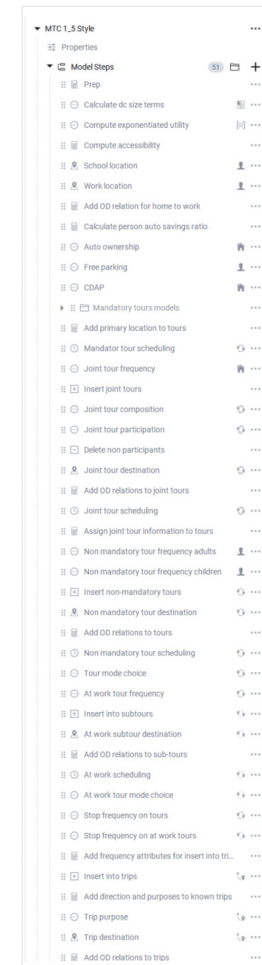 MTC 1_5 Style
Properties
Model Steps 51
Prep
Calculate dc size terms
Compute exponentiated utility
Compute accessibility
School location
Work location
Add OD relation for home to work
Calculate person auto savings ratio
Auto ownership
Free parking
CDAP
Mandatory tours models
Add primary location to tours
Mandator tour scheduling
Joint tour frequency
Insert joint tours
Joint tour composition
Joint tour participation
Delete non participants
Joint tour destination
Add OD relations to joint tours
Joint tour scheduling
Assign joint tour information to tours
Non mandatory tour frequency adults
Non mandatory tour frequency children
Insert non-mandatory tours
Non mandatory tour destination
Add OD relations to tours
Non mandatory tour scheduling
Tour mode choice
At work tour frequency
Insert into subtours
At work subtour destination
Add OD relations to sub-tours
At work scheduling
At work tour mode choice
Stop frequency on tours
Stop frequency on at work tours
Add frequency attributes for insert into tri...
Insert into trips
Add direction and purposes to known trips
Trip purpose
Trip destination
Add OD relations to trips